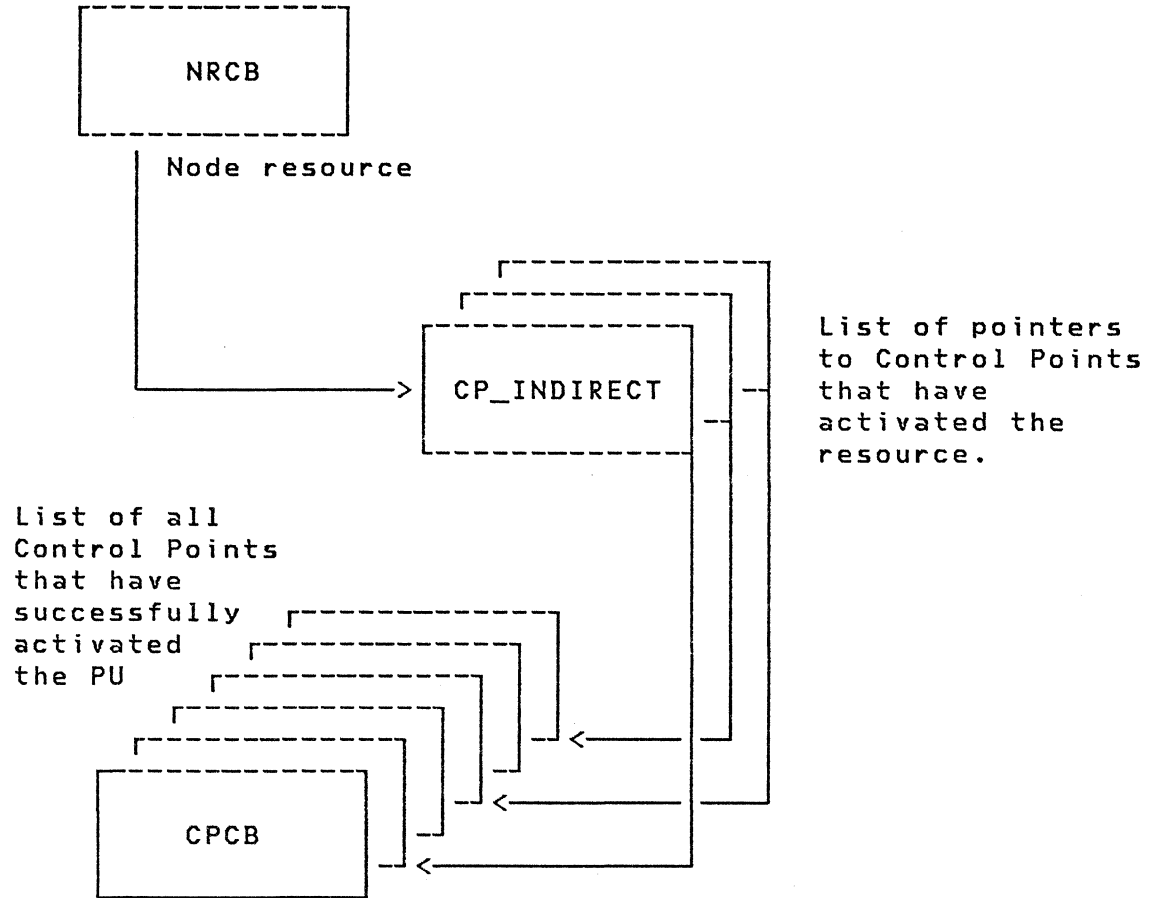 NRCB
Node resource
CP_INDIRECT
List of pointers
to Control Points
that have
activated the
resource.
List of all
Control Points
that have
successfully
activated
the PU
CPCB